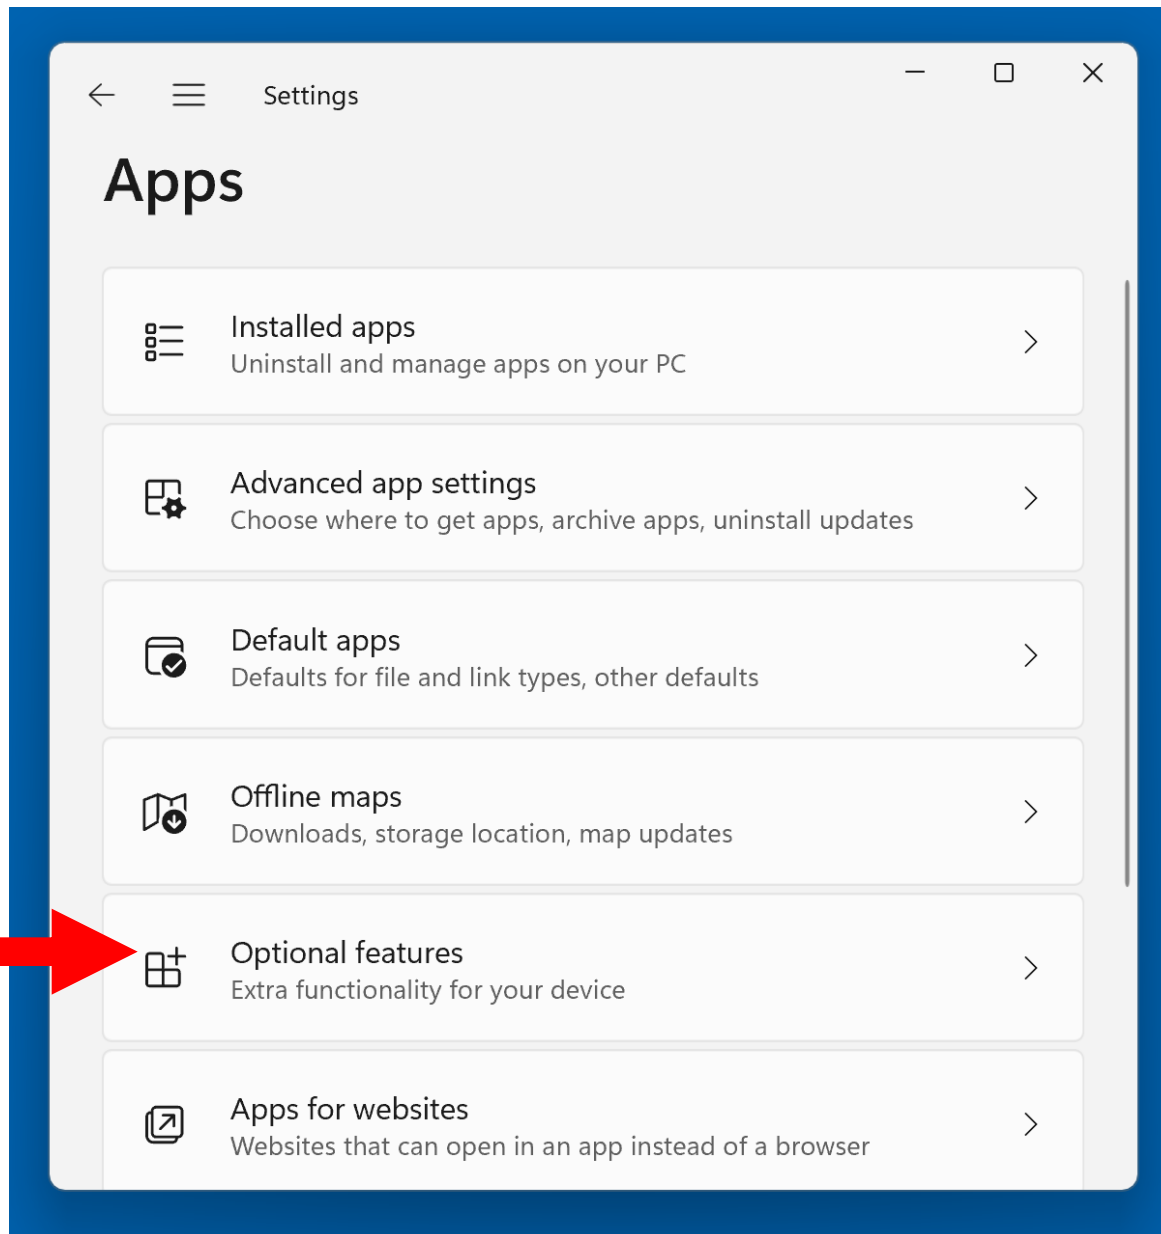 Settings
Apps
Installed apps
Uninstall and manage apps on your PC
Advanced app settings
Choose where to get apps, archive apps, uninstall updates
Default apps
Defaults for file and link types, other defaults
Offline maps
Downloads, storage location, map updates
Optional features
Extra functionality for your device
Apps for websites
Websites that can open in an app instead of a browser